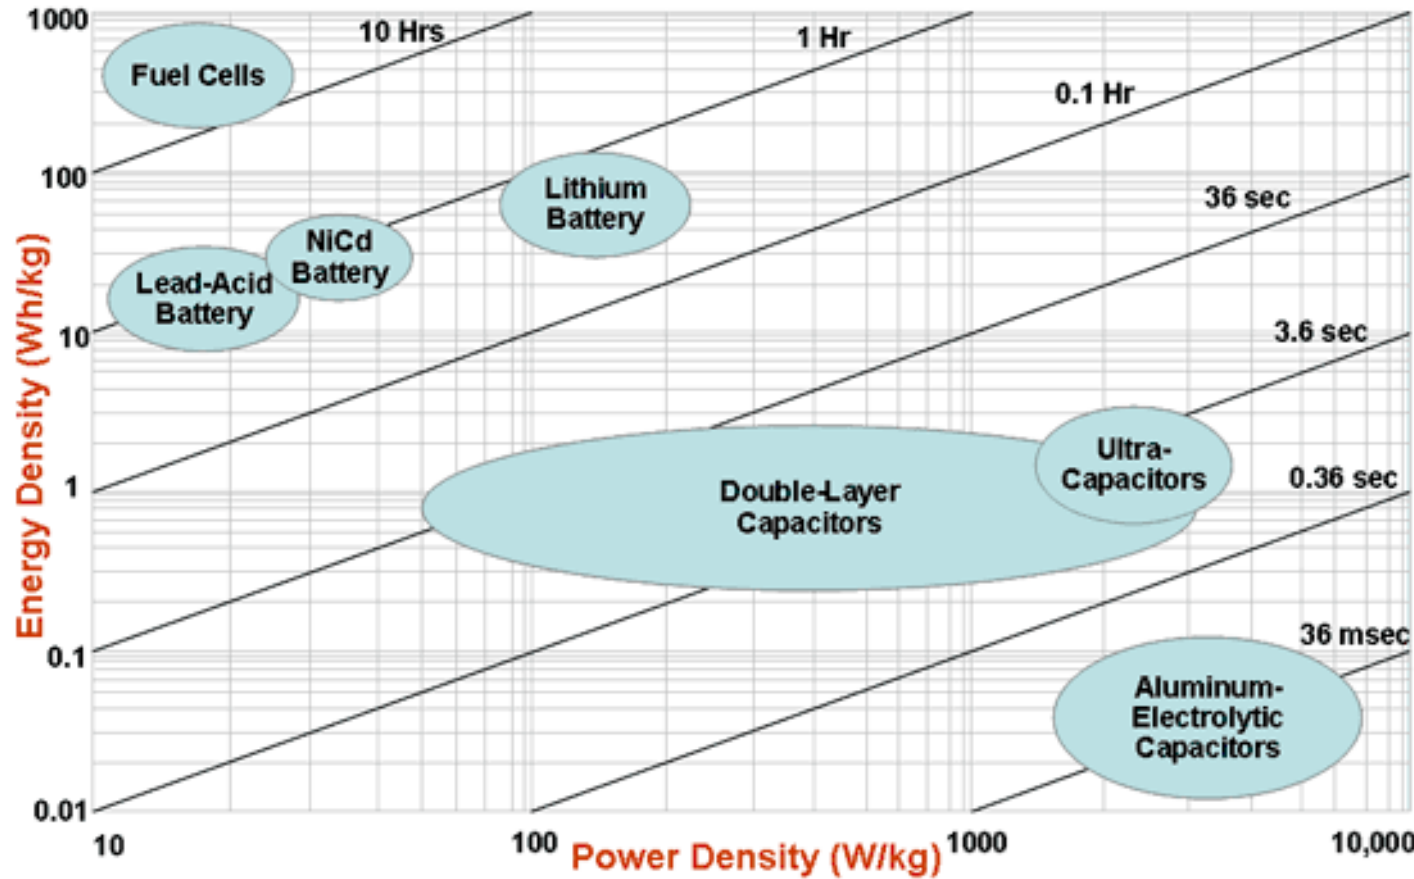 1000
10 Hrs
1 Hr
Fuel Cells
0.1 Hr
100
Lithium
Battery
36 sec
NiCd
Battery
Lead-Acid
Battery
10
3.6 sec
Energy Density (Wh/kg)
Ultra-
Capacitors
1
Double-Layer
Capacitors
0.36 sec
0.1
36 msec
Aluminum-
Electrolytic
Capacitors
0.01
10
100
1000
10,000
Power Density (W/kg)